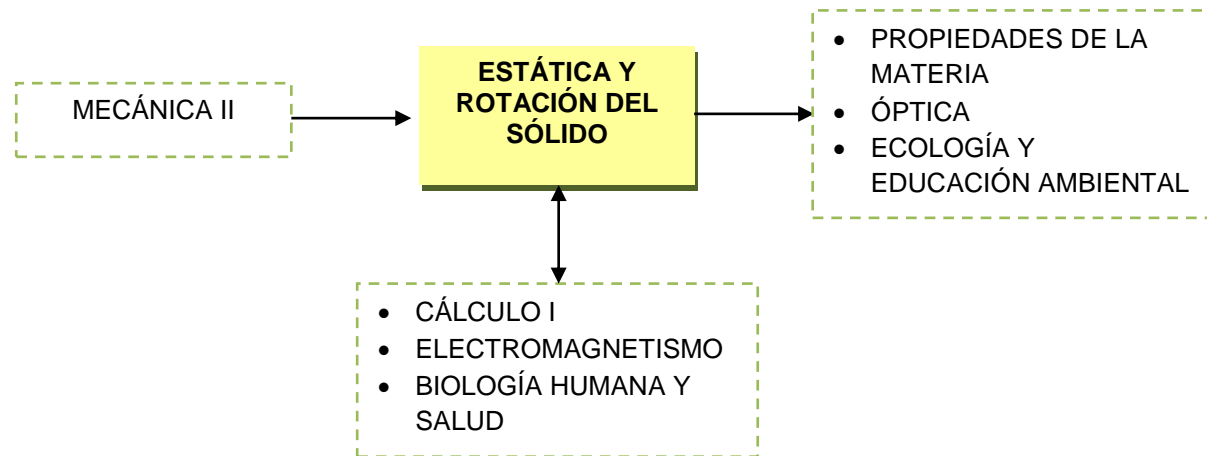 MECÁNICA II
ESTÁTICA Y
ROTACIÓN DEL
SÓLIDO
• PROPIEDADES DE LA
MATERIA
• ÓPTICA
• ECOLOGÍA Y
EDUCACIÓN AMBIENTAL
• CÁLCULO I
• ELECTROMAGNETISMO
• BIOLOGÍA HUMANA Y
SALUD